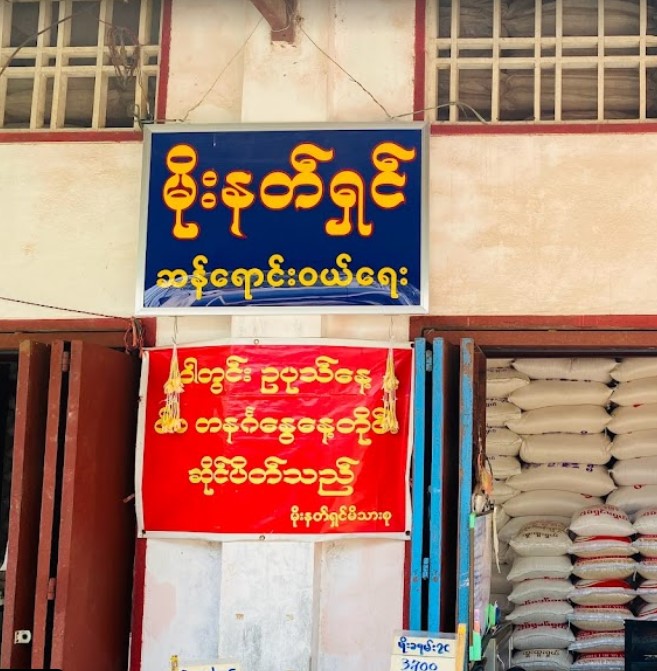 မိုးနတ်ရှင်
ဆန်ရောင်းဝယ်ရေး
ဝါတွင်း ဥပုသ်နေ့
တနင်္ဂနွေနေ့တိုင်း
ဆိုင်ပိတ်သည်
မိုးနတ်ရှင်မိသားစု
3700